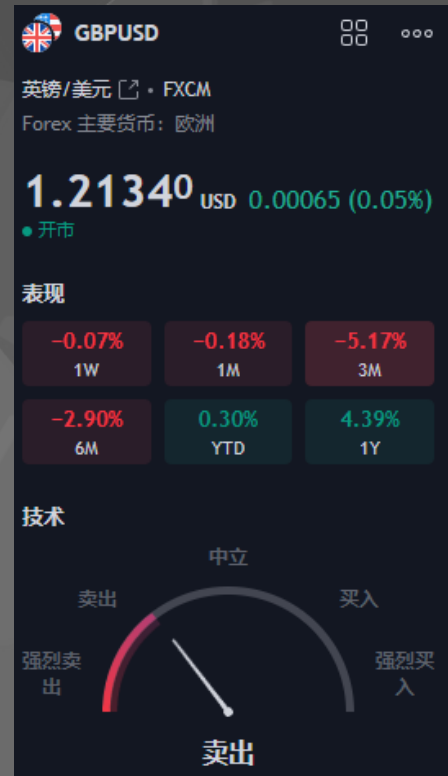 GBPUSD
英镑/美元 • FXCM
Forex 主要货币：欧洲
1.21340 USD 0.00065 (0.05%)
开市
表现
−0.07% −0.18% −5.17%
1W 1M 3M
−2.90% 0.30% 4.39%
6M YTD 1Y
技术
中立
卖出 买入
强烈卖出 强烈买入
卖出